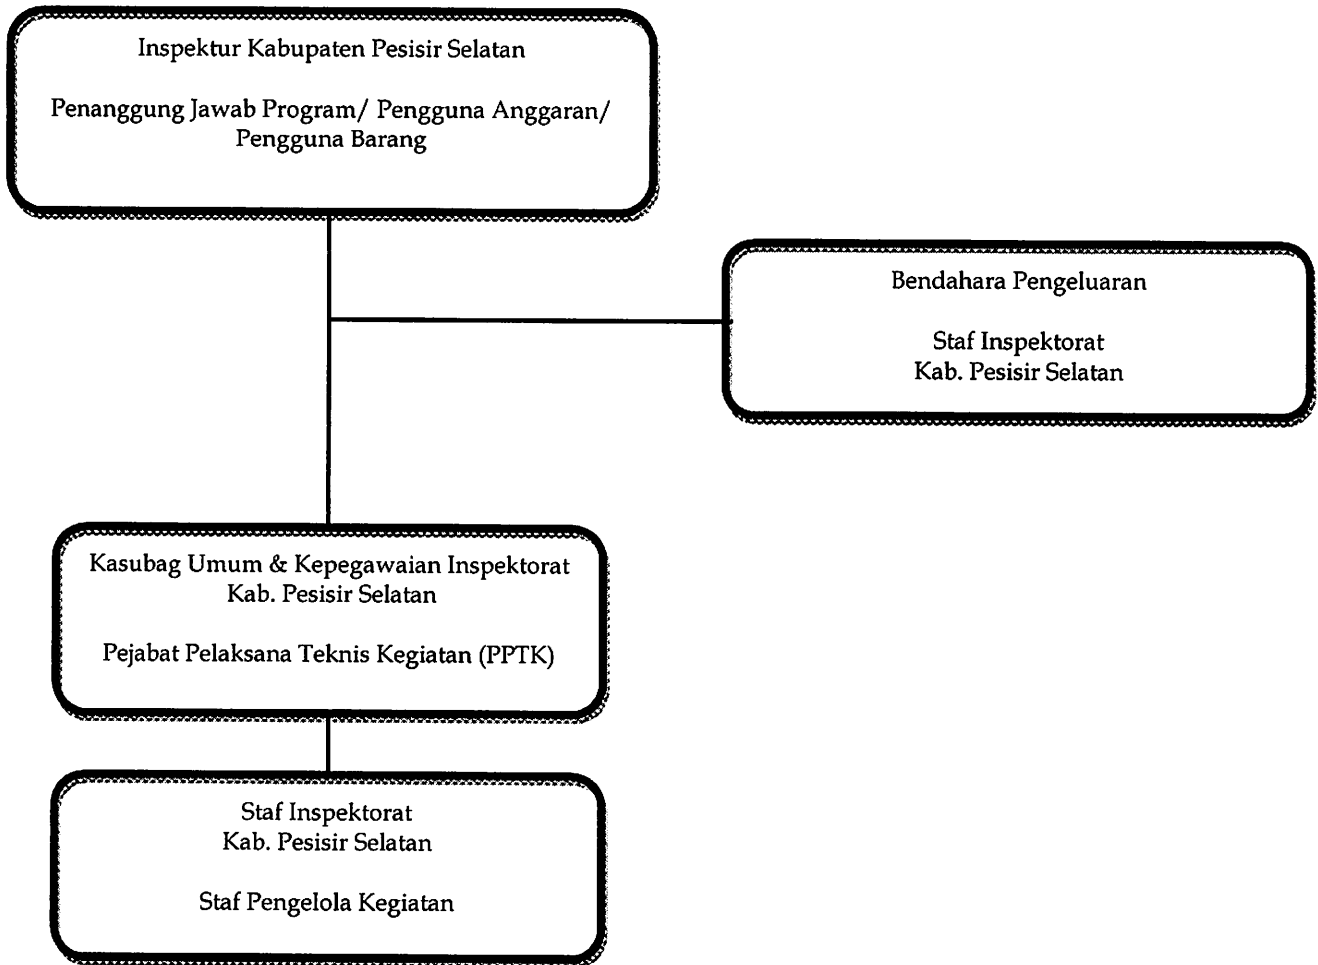 Inspektur Kabupaten Pesisir Selatan
Penanggung Jawab Program/ Pengguna Anggaran/
Pengguna Barang
Bendahara Pengeluaran
Staf Inspektorat
Kab. Pesisir Selatan
Kasubag Umum & Kepegawaian Inspektorat
Kab. Pesisir Selatan
Pejabat Pelaksana Teknis Kegiatan (PPTK)
Staf Inspektorat
Kab. Pesisir Selatan
Staf Pengelola Kegiatan